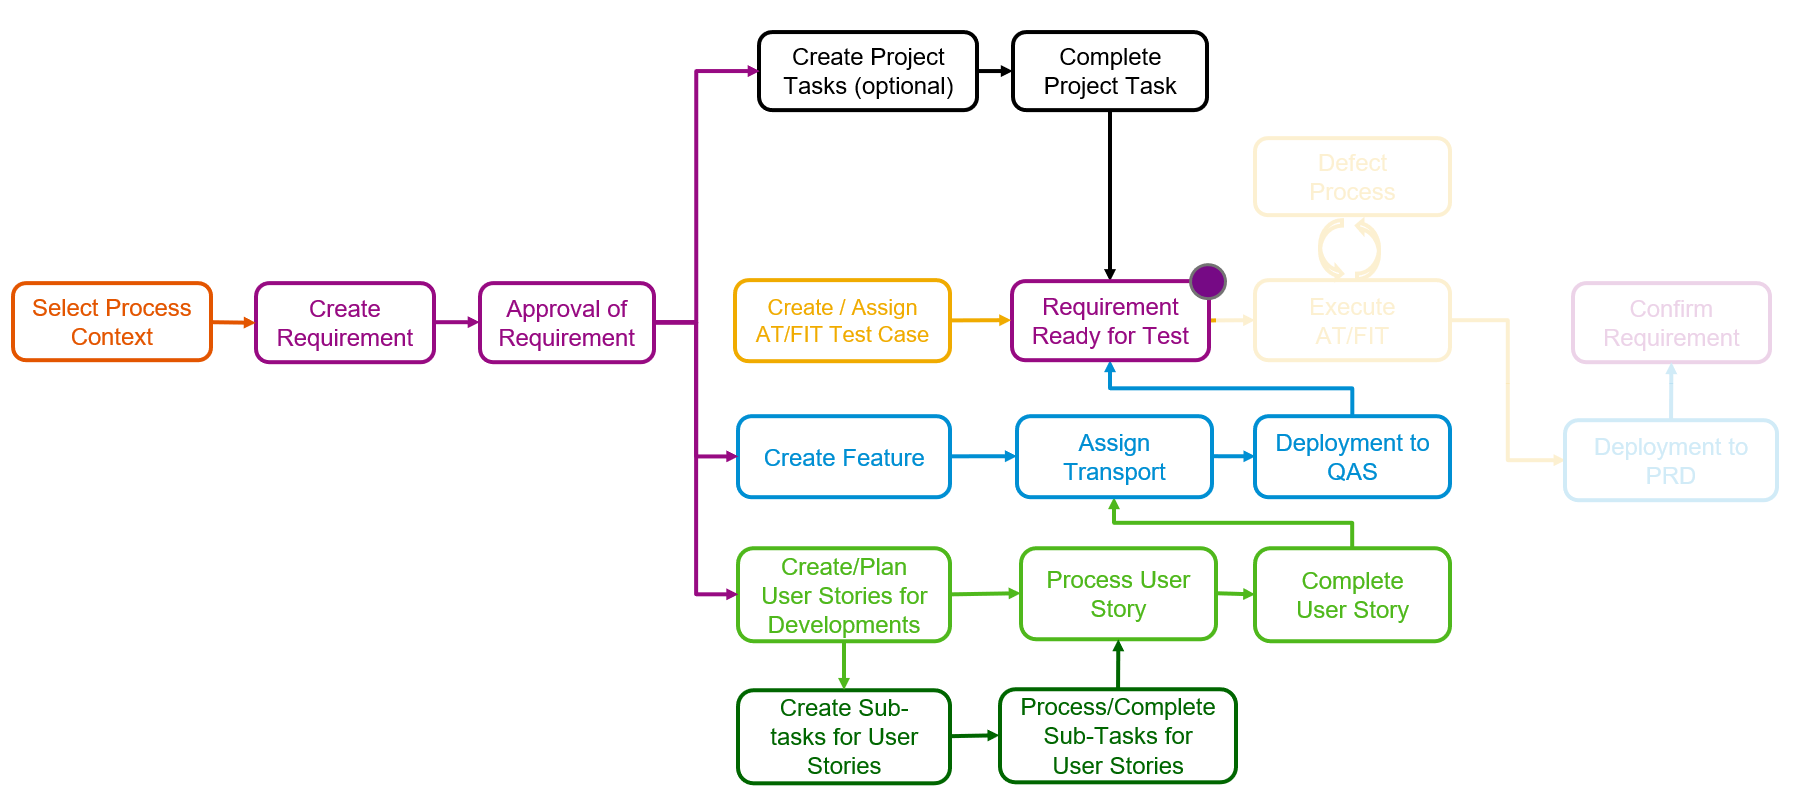 Create Project
Tasks (optional)
Complete
Project Task
Defect
Process
Select Process
Context
Create
Requirement
Approval of
Requirement
Create / Assign
AT/FIT Test Case
Requirement
Ready for Test
Execute
AT/FIT
Confirm
Requirement
Create Feature
Assign
Transport
Deployment to
QAS
Deployment to
PRD
Create/Plan
User Stories for
Developments
Process User
Story
Complete
User Story
Create Sub-
tasks for User
Stories
Process/Complete
Sub-Tasks for
User Stories